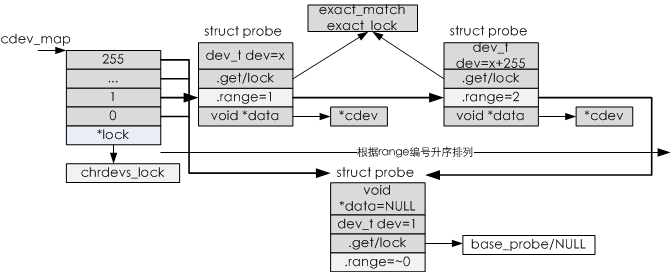 cdev_map
255
...
1
0
*lock
chrdevs_lock
struct probe
dev_t dev=x
.get/lock
.range=1
void *data
*cdev
exact_match
exact_lock
struct probe
dev_t
dev=x+255
.get/lock
.range=2
void *data
*cdev
根据range编号升序排列
struct probe
void
*data=NULL
dev_t dev=1
.get/lock
.range=~0
base_probe/NULL